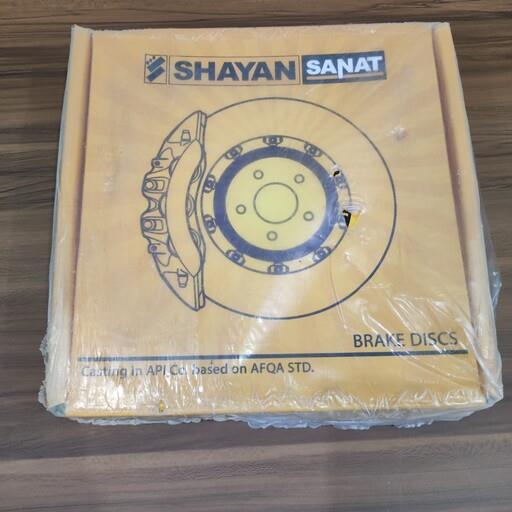 SHAYAN SANAT
BRAKE DISCS
Casting in API Co. based on AFQA STD.